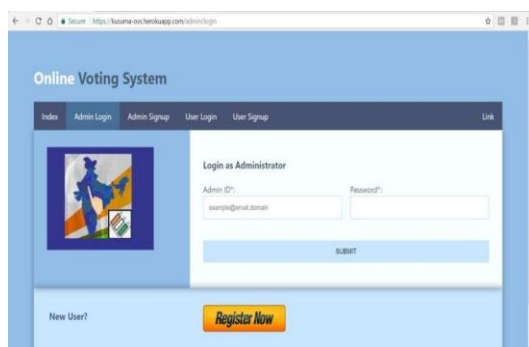 Secure https://kusuma-ovs.herokuapp.com/admin/login
Online Voting System
Index Admin Login Admin Signup User Login User Signup Link
Login as Administrator
Admin ID*: Password*:
example@email.domain
SUBMIT
New User? Register Now